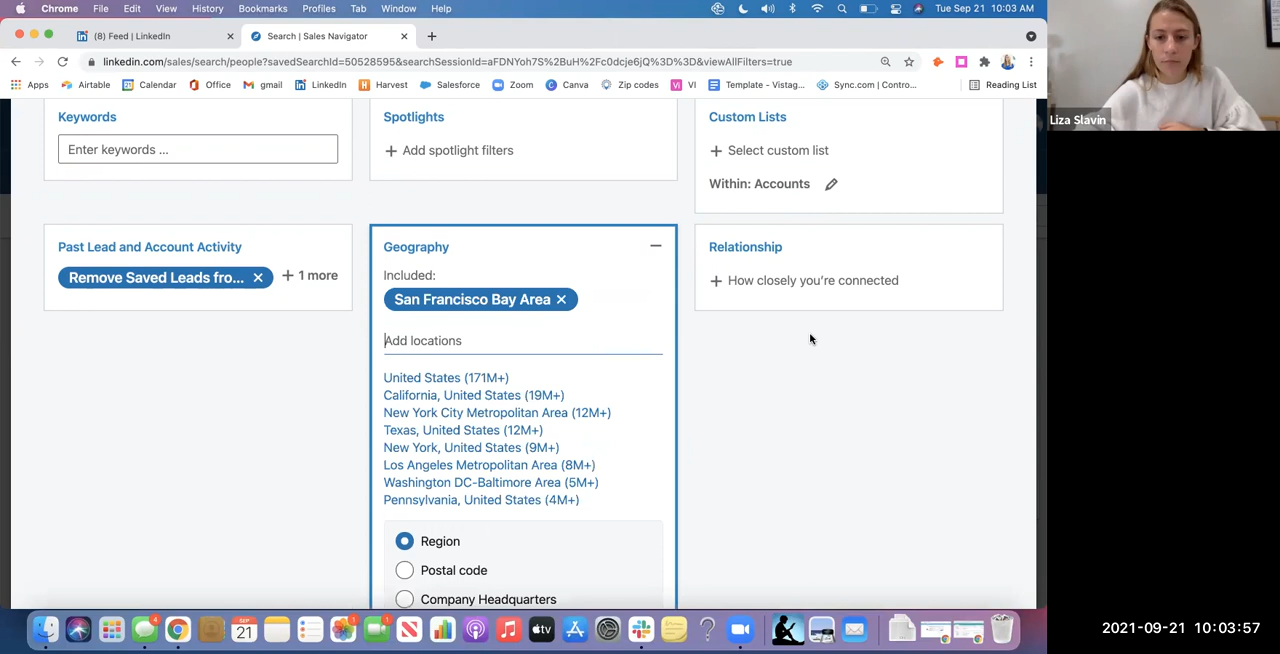 Chrome File Edit View History Bookmarks Profiles Tab Window Help Tue Sep 21 10:03 AM
(8) Feed | LinkedIn Search | Sales Navigator
linkedin.com/sales/search/people?savedSearchId=50528595&searchSessionId=aFDNYoh7S%2BuH%2Fc0dcje6jQ%3D%3D&viewAllFilters=true
Apps Airtable Calendar Office gmail LinkedIn Harvest Salesforce Zoom Canva Zip codes VI Template - Vistag... Sync.com (Contro... Reading List
Keywords Spotlights Custom Lists
Enter keywords ... + Add spotlight filters + Select custom list
Within: Accounts
Past Lead and Account Activity Geography Relationship
Remove Saved Leads fro... + 1 more Included: + How closely you're connected
San Francisco Bay Area
Add locations
United States (171M+)
California, United States (19M+)
New York City Metropolitan Area (12M+)
Texas, United States (12M+)
New York, United States (9M+)
Los Angeles Metropolitan Area (8M+)
Washington DC-Baltimore Area (5M+)
Pennsylvania, United States (4M+)
Region
Postal code
Company Headquarters
Liza Slavin
SEP
21
tv
2021-09-21 10:03:57